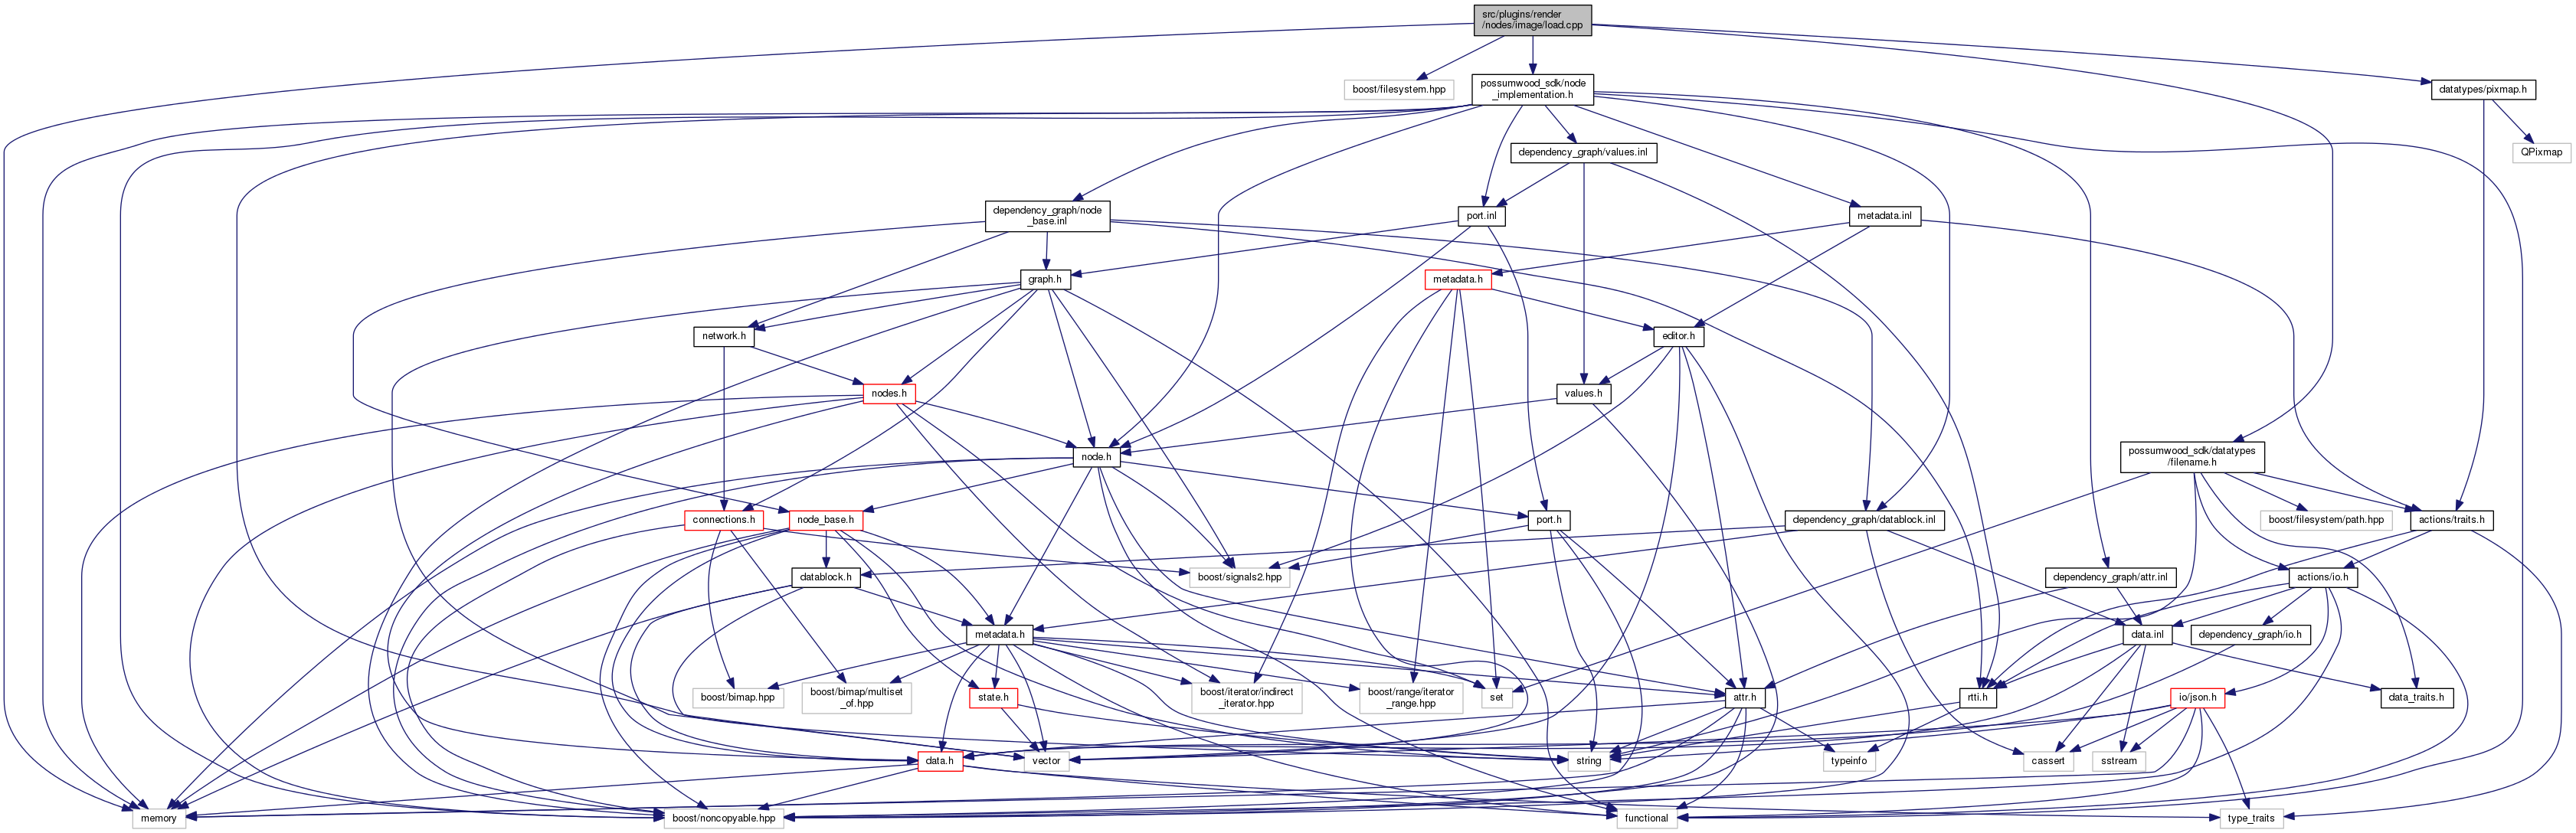 src/plugins/render
/nodes/image/load.cpp
boost/filesystem.hpp
possumwood_sdk/node
_implementation.h
datatypes/pixmap.h
dependency_graph/values.inl
QPixmap
dependency_graph/node
_base.inl
port.inl
metadata.inl
graph.h
metadata.h
network.h
editor.h
nodes.h
values.h
node.h
possumwood_sdk/datatypes
/filename.h
connections.h
node_base.h
port.h
dependency_graph/datablock.inl
boost/filesystem/path.hpp
actions/traits.h
datablock.h
boost/signals2.hpp
dependency_graph/attr.inl
actions/io.h
metadata.h
data.inl
dependency_graph/io.h
boost/bimap.hpp
boost/bimap/multiset
_of.hpp
state.h
boost/iterator/indirect
_iterator.hpp
boost/range/iterator
_range.hpp
set
attr.h
rtti.h
io/json.h
data_traits.h
data.h
vector
string
typeinfo
cassert
sstream
memory
boost/noncopyable.hpp
functional
type_traits